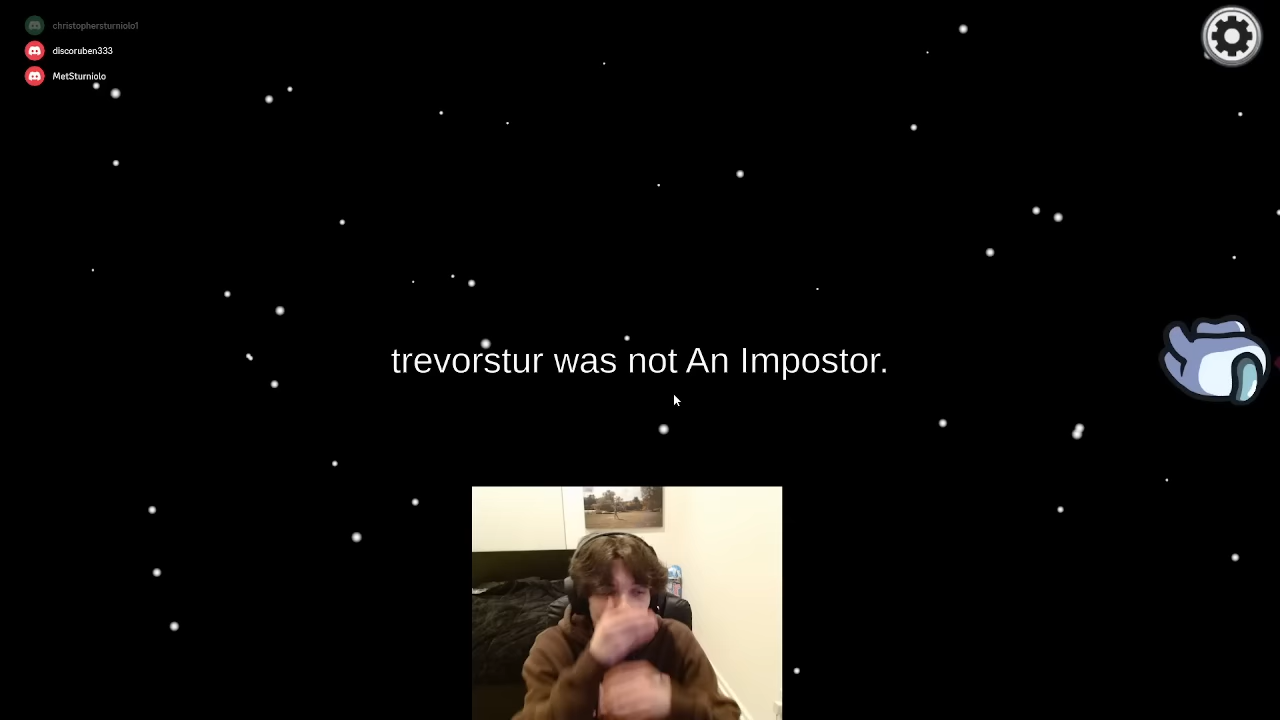 christophersturniolo1
discoruben333
MetSturniolo
trevorstur was not An Impostor.